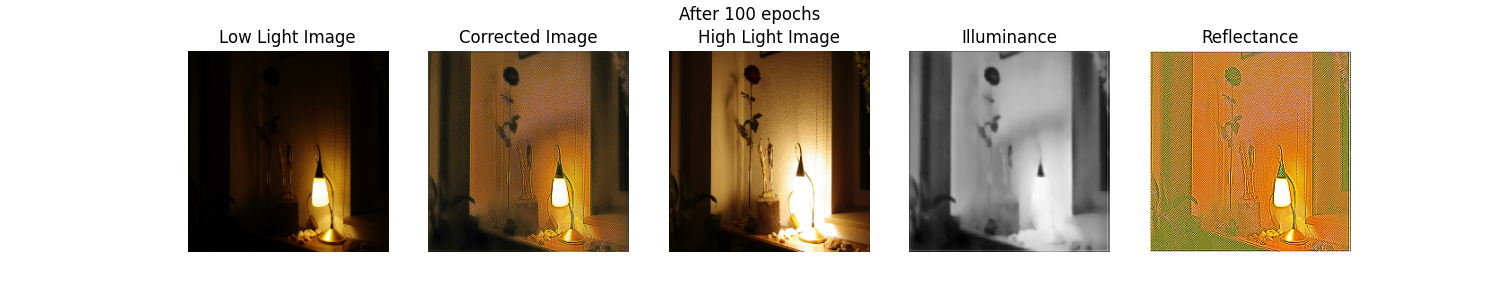 After 100 epochs
Low Light Image
Corrected Image
High Light Image
Illuminance
Reflectance